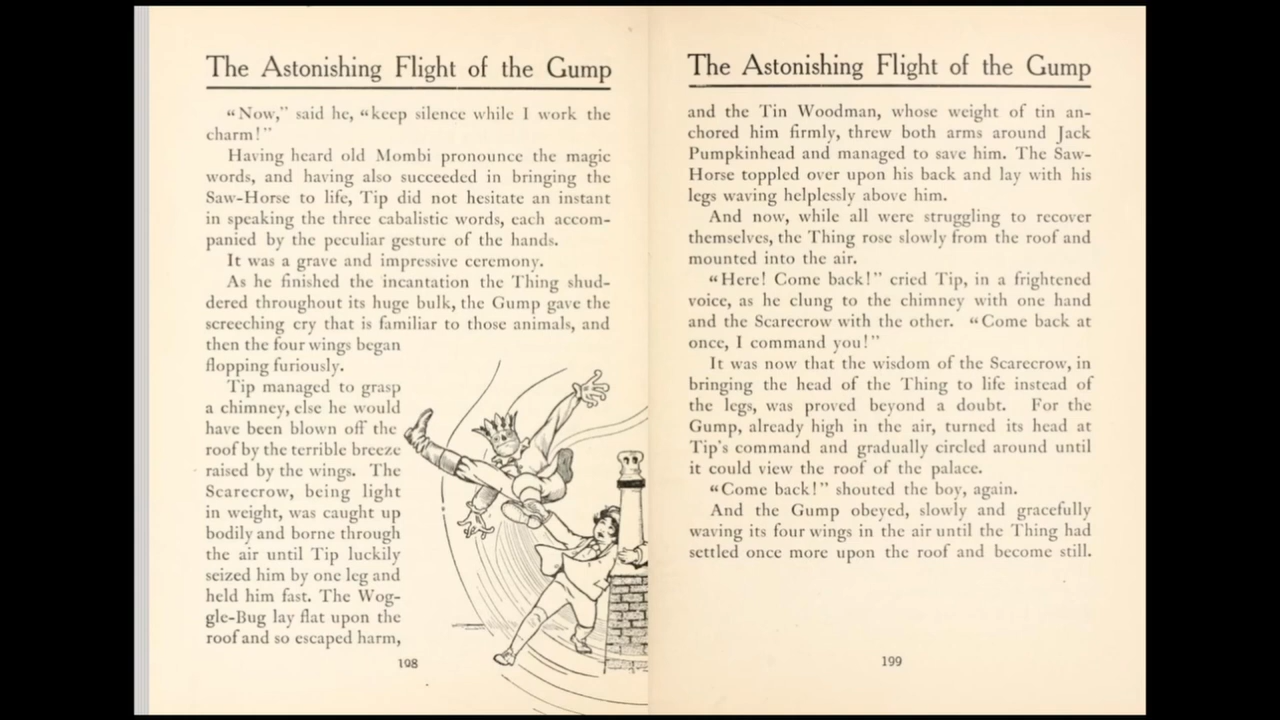 The Astonishing Flight of the Gump
“Now,” said he, “keep silence while I work the
charm!”
Having heard old Mombi pronounce the magic
words, and having also succeeded in bringing the
Saw-Horse to life, Tip did not hesitate an instant
in speaking the three cabalistic words, each accom-
panied by the peculiar gesture of the hands.
It was a grave and impressive ceremony.
As he finished the incantation the Thing shud-
dered throughout its huge bulk, the Gump gave the
screeching cry that is familiar to those animals, and
then the four wings began
flopping furiously.
Tip managed to grasp
a chimney, else he would
have been blown off the
roof by the terrible breeze
raised by the wings. The
Scarecrow, being light
in weight, was caught up
bodily and borne through
the air until Tip luckily
seized him by one leg and
held him fast. The Wog-
gle-Bug lay flat upon the
roof and so escaped harm,
198
The Astonishing Flight of the Gump
and the Tin Woodman, whose weight of tin an-
chored him firmly, threw both arms around Jack
Pumpkinhead and managed to save him. The Saw-
Horse toppled over upon his back and lay with his
legs waving helplessly above him.
And now, while all were struggling to recover
themselves, the Thing rose slowly from the roof and
mounted into the air.
“Here! Come back!” cried Tip, in a frightened
voice, as he clung to the chimney with one hand
and the Scarecrow with the other. “Come back at
once, I command you!”
It was now that the wisdom of the Scarecrow, in
bringing the head of the Thing to life instead of
the legs, was proved beyond a doubt. For the
Gump, already high in the air, turned its head at
Tip's command and gradually circled around until
it could view the roof of the palace.
“Come back!” shouted the boy, again.
And the Gump obeyed, slowly and gracefully
waving its four wings in the air until the Thing had
settled once more upon the roof and become still.
199